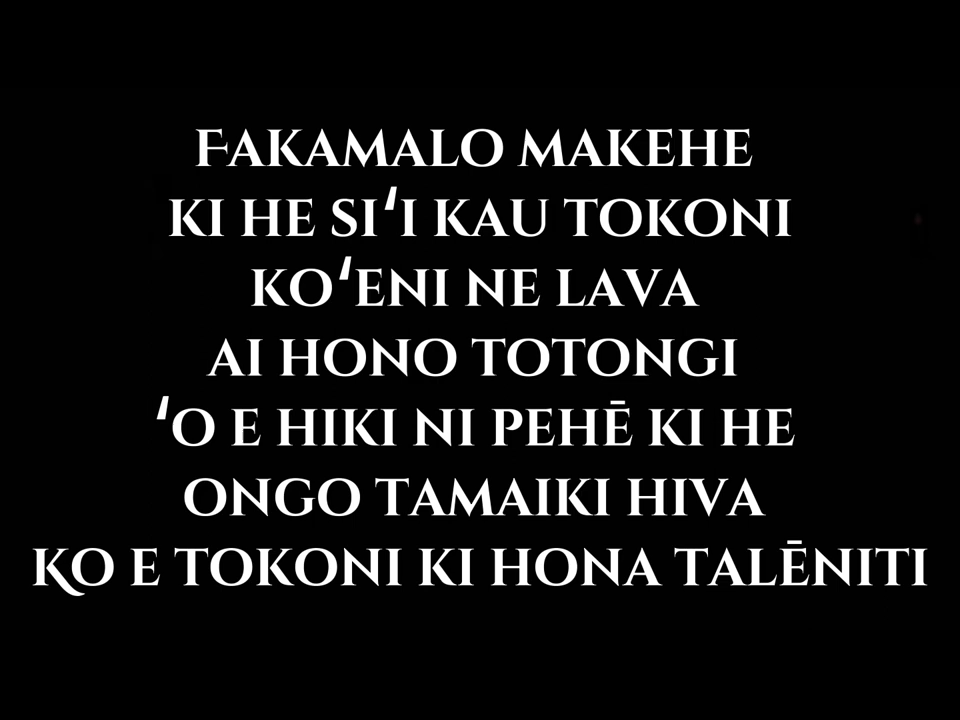 Fakamalo makehe
ki he siʻi kau tokoni
koʻeni ne lava
ai hono totongi
ʻo e hiki ni pehē ki he
ongo tamaiki hiva
Ko e tokoni ki hona talēniti